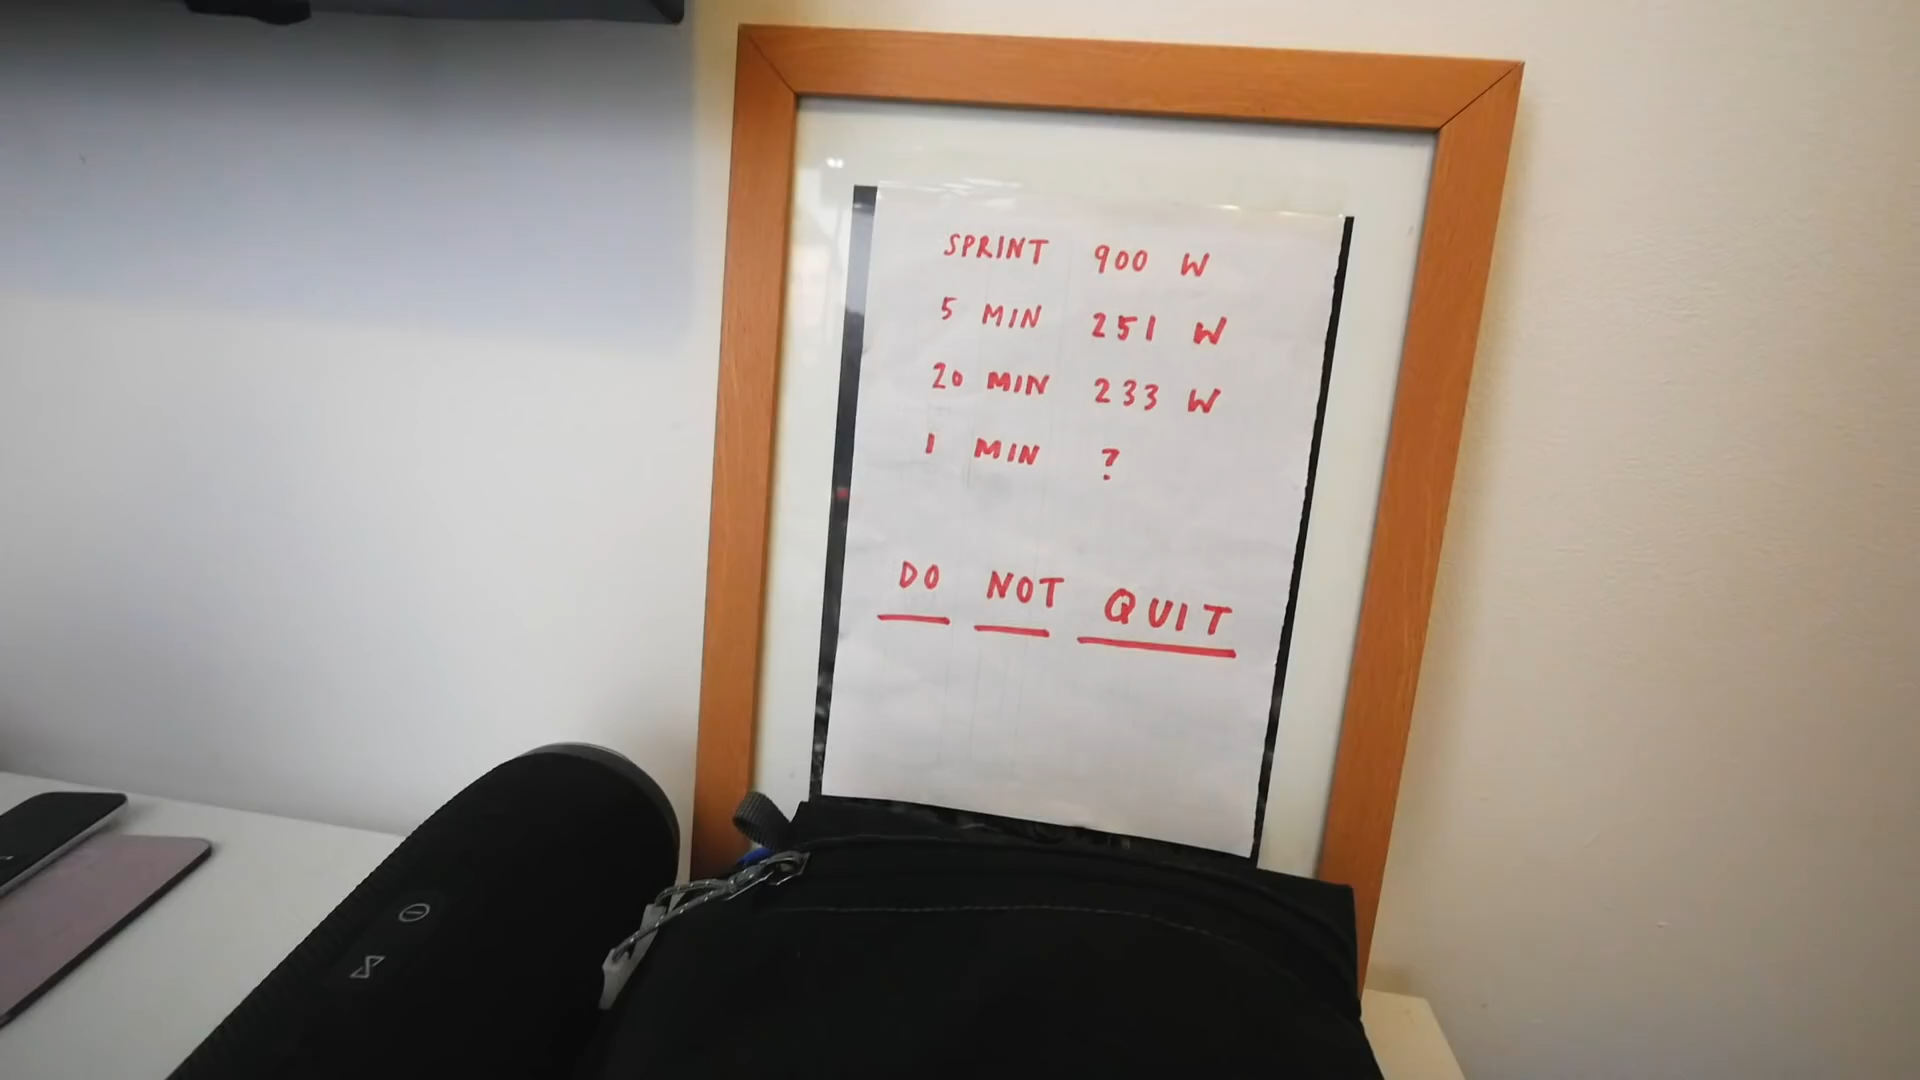 SPRINT 900 W
5 MIN 251 W
20 MIN 233 W
1 MIN ?
DO NOT QUIT